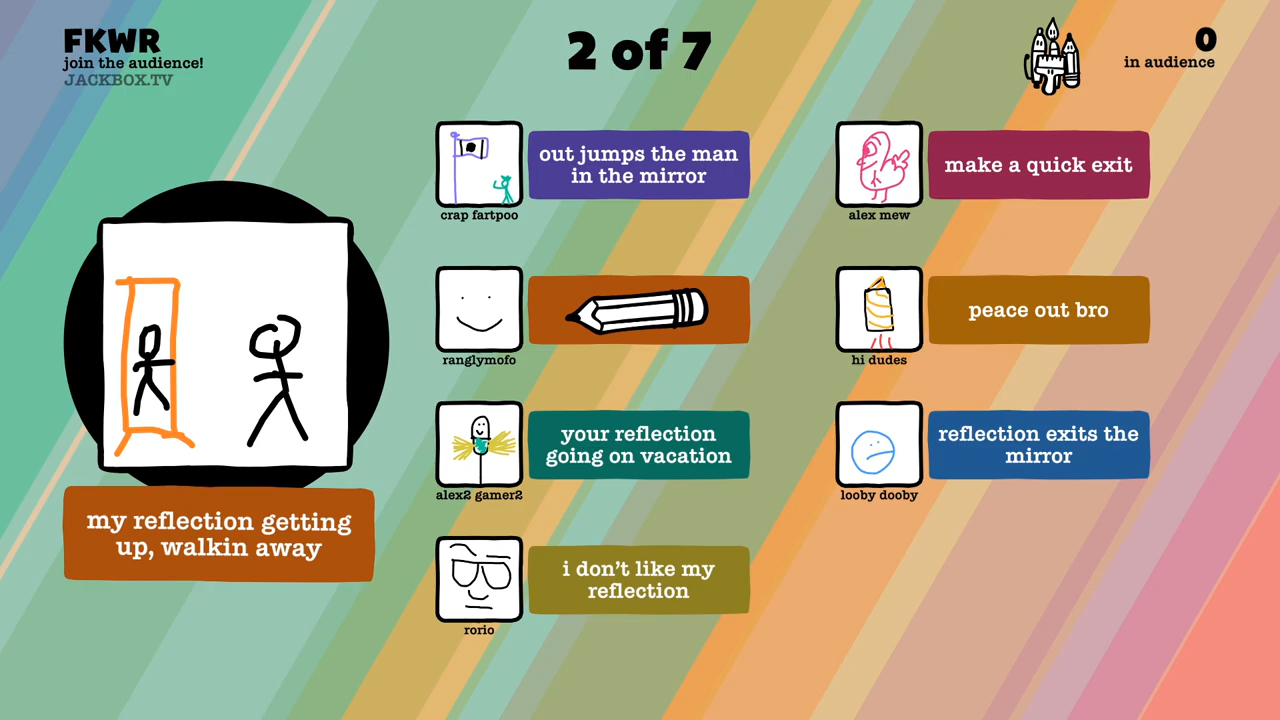 FKWR
join the audience!
JACKBOX.TV
2 of 7
0
in audience
out jumps the man
in the mirror
crap fartpoo
make a quick exit
alex mew
ranglymofo
peace out bro
hi dudes
your reflection
going on vacation
alex2 gamer2
reflection exits the
mirror
looby dooby
i don't like my
reflection
rorio
my reflection getting
up, walkin away